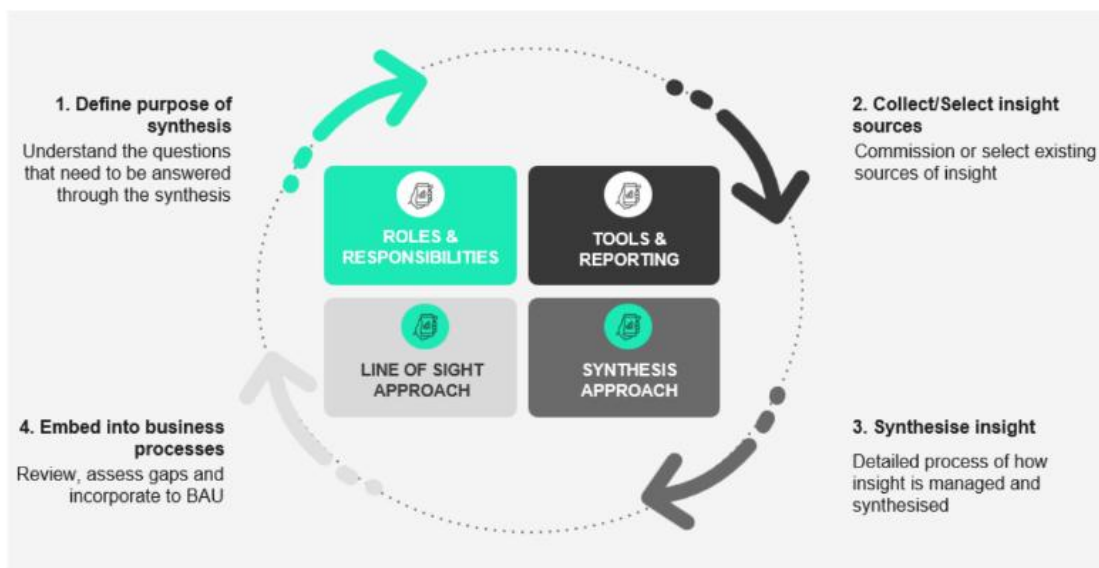 1. Define purpose of
synthesis
Understand the questions
that need to be answered
through the synthesis
2. Collect/Select insight
sources
Commission or select existing
sources of insight
ROLES &
RESPONSIBILITIES
TOOLS &
REPORTING
LINE OF SIGHT
APPROACH
SYNTHESIS
APPROACH
4. Embed into business
processes
Review, assess gaps and
incorporate to BAU
3. Synthesise insight
Detailed process of how
insight is managed and
synthesised